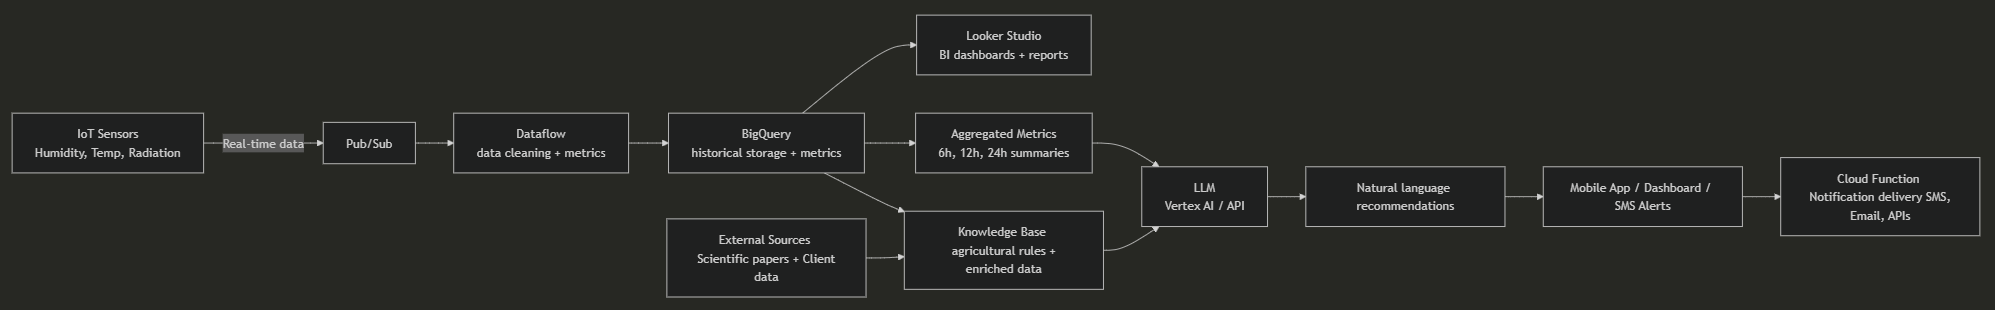 IoT Sensors
Humidity, Temp, Radiation
Real-time data
Pub/Sub
Dataflow
data cleaning + metrics
BigQuery
historical storage + metrics
Looker Studio
BI dashboards + reports
Aggregated Metrics
6h, 12h, 24h summaries
External Sources
Scientific papers + Client
data
Knowledge Base
agricultural rules +
enriched data
LLM
Vertex AI / API
Natural language
recommendations
Mobile App / Dashboard /
SMS Alerts
Cloud Function
Notification delivery SMS,
Email, APIs